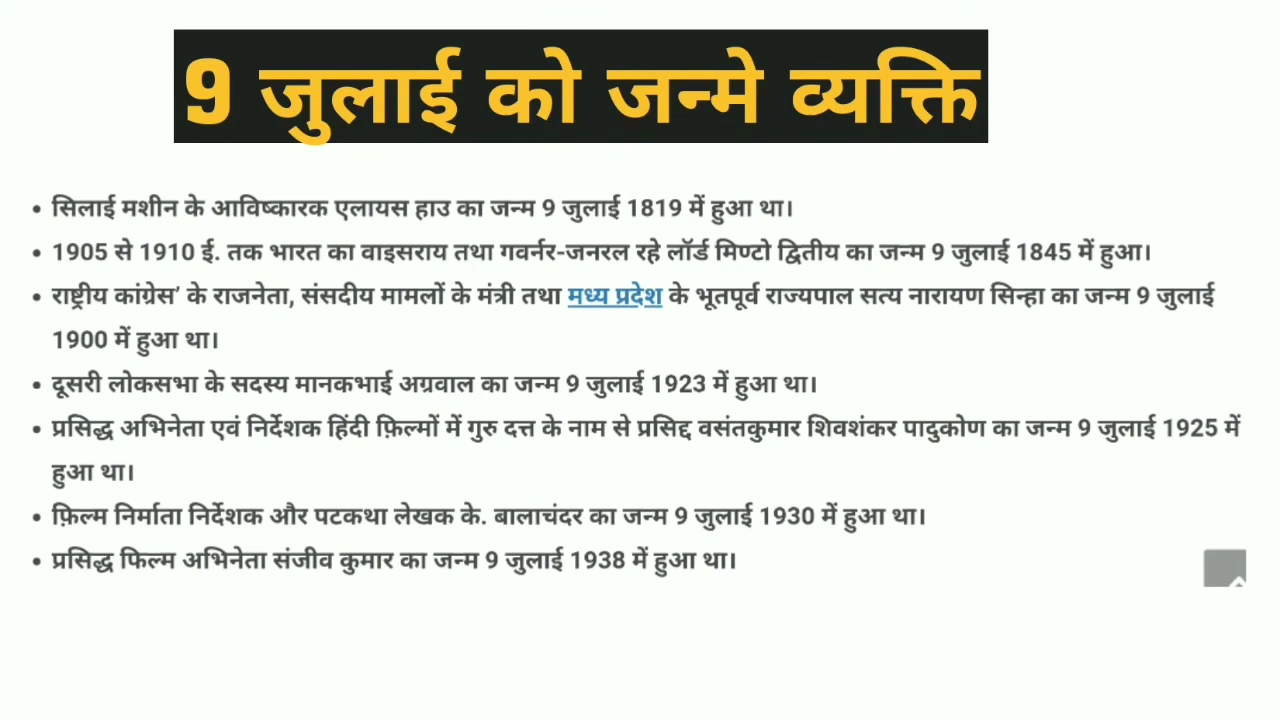 9 जुलाई को जन्मे व्यक्ति
• सिलाई मशीन के आविष्कारक एलायस हाउ का जन्म 9 जुलाई 1819 में हुआ था।
• 1905 से 1910 ई. तक भारत का वाइसराय तथा गवर्नर-जनरल रहे लॉर्ड मिण्टो द्वितीय का जन्म 9 जुलाई 1845 में हुआ।
• राष्ट्रीय कांग्रेस’ के राजनेता, संसदीय मामलों के मंत्री तथा मध्य प्रदेश के भूतपूर्व राज्यपाल सत्य नारायण सिन्हा का जन्म 9 जुलाई
1900 में हुआ था।
• दूसरी लोकसभा के सदस्य मानकभाई अग्रवाल का जन्म 9 जुलाई 1923 में हुआ था।
• प्रसिद्ध अभिनेता एवं निर्देशक हिंदी फ़िल्मों में गुरु दत्त के नाम से प्रसिद्द वसंतकुमार शिवशंकर पादुकोण का जन्म 9 जुलाई 1925 में
हुआ था।
• फ़िल्म निर्माता निर्देशक और पटकथा लेखक के. बालाचंदर का जन्म 9 जुलाई 1930 में हुआ था।
• प्रसिद्ध फिल्म अभिनेता संजीव कुमार का जन्म 9 जुलाई 1938 में हुआ था।